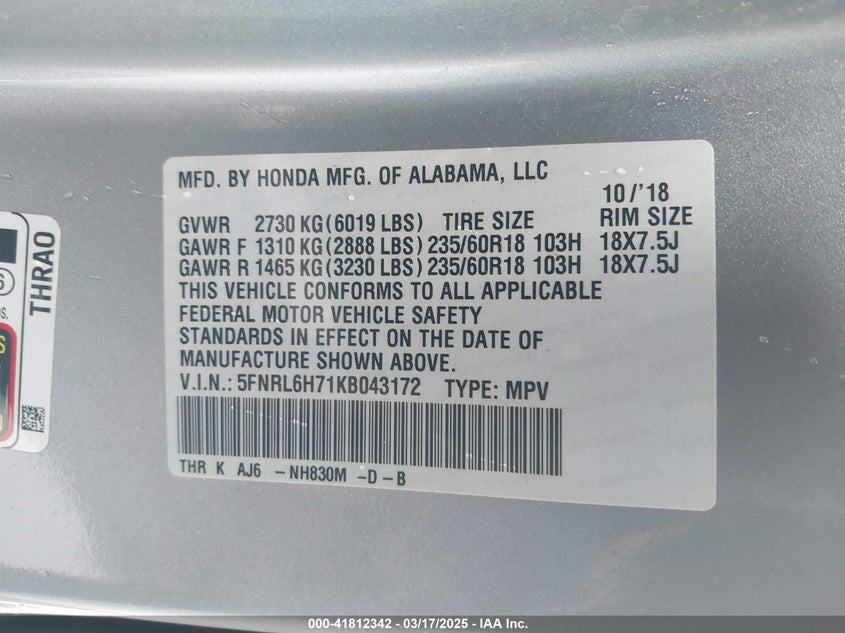 MFD. BY HONDA MFG. OF ALABAMA, LLC
10/'18
GVWR 2730 KG(6019 LBS) TIRE SIZE RIM SIZE
GAWR F 1310 KG(2888 LBS) 235/60R18 103H 18X7.5J
GAWR R 1465 KG(3230 LBS) 235/60R18 103H 18X7.5J
THIS VEHICLE CONFORMS TO ALL APPLICABLE
FEDERAL MOTOR VEHICLE SAFETY
STANDARDS IN EFFECT ON THE DATE OF
MANUFACTURE SHOWN ABOVE.
V.I.N.: 5FNRL6H71KB043172 TYPE: MPV
THR K AJ6 -NH830M -D-B
THRAO
000-41812342 - 03/17/2025 - IAA Inc.